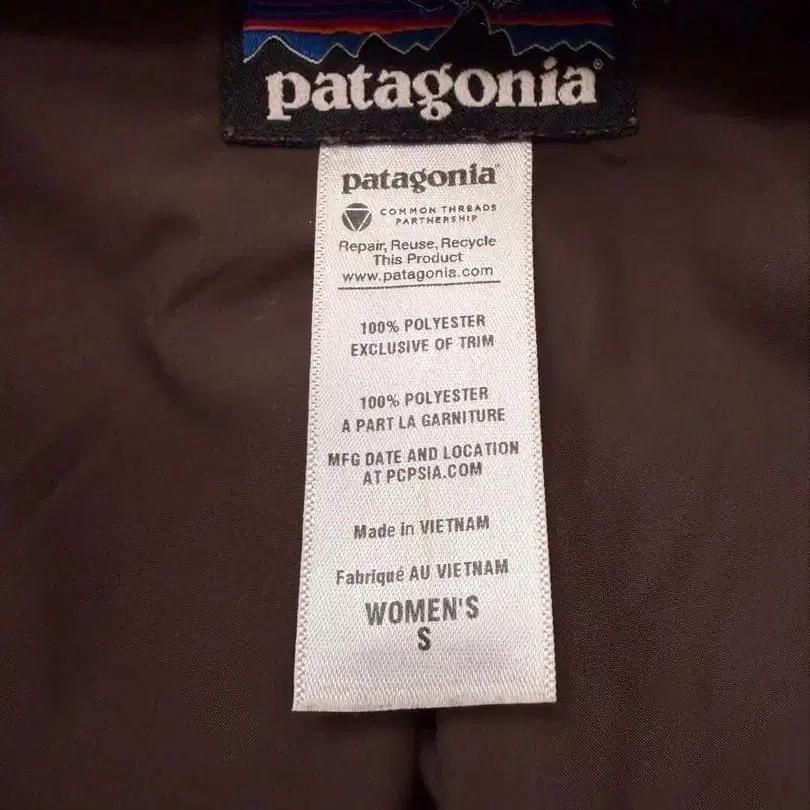 patagonia®
patagonia®
COMMON THREADS
PARTNERSHIP
Repair, Reuse, Recycle
This Product
www.patagonia.com
100% POLYESTER
EXCLUSIVE OF TRIM
100% POLYESTER
A PART LA GARNITURE
MFG DATE AND LOCATION
AT PCPSIA.COM
Made in VIETNAM
Fabriqué AU VIETNAM
WOMEN'S
S